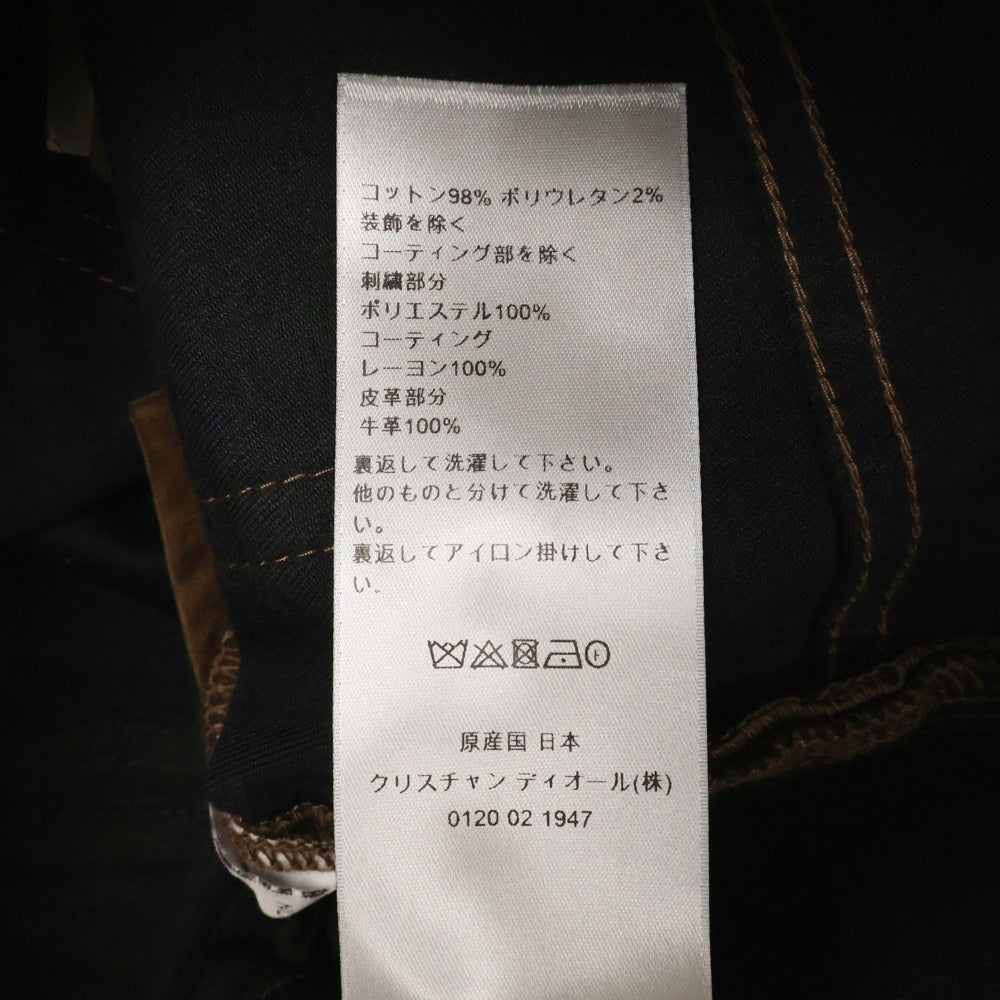 コットン98% ポリウレタン2%
装飾を除く
コーティング部を除く
刺繍部分
ポリエステル100%
コーティング
レーヨン100%
皮革部分
牛革100%
裏返して洗濯して下さい。
他のものと分けて洗濯して下さ
い。
裏返してアイロン掛けして下さ
い。
F
原産国 日本
クリスチャン ディオール(株)
0120 02 1947